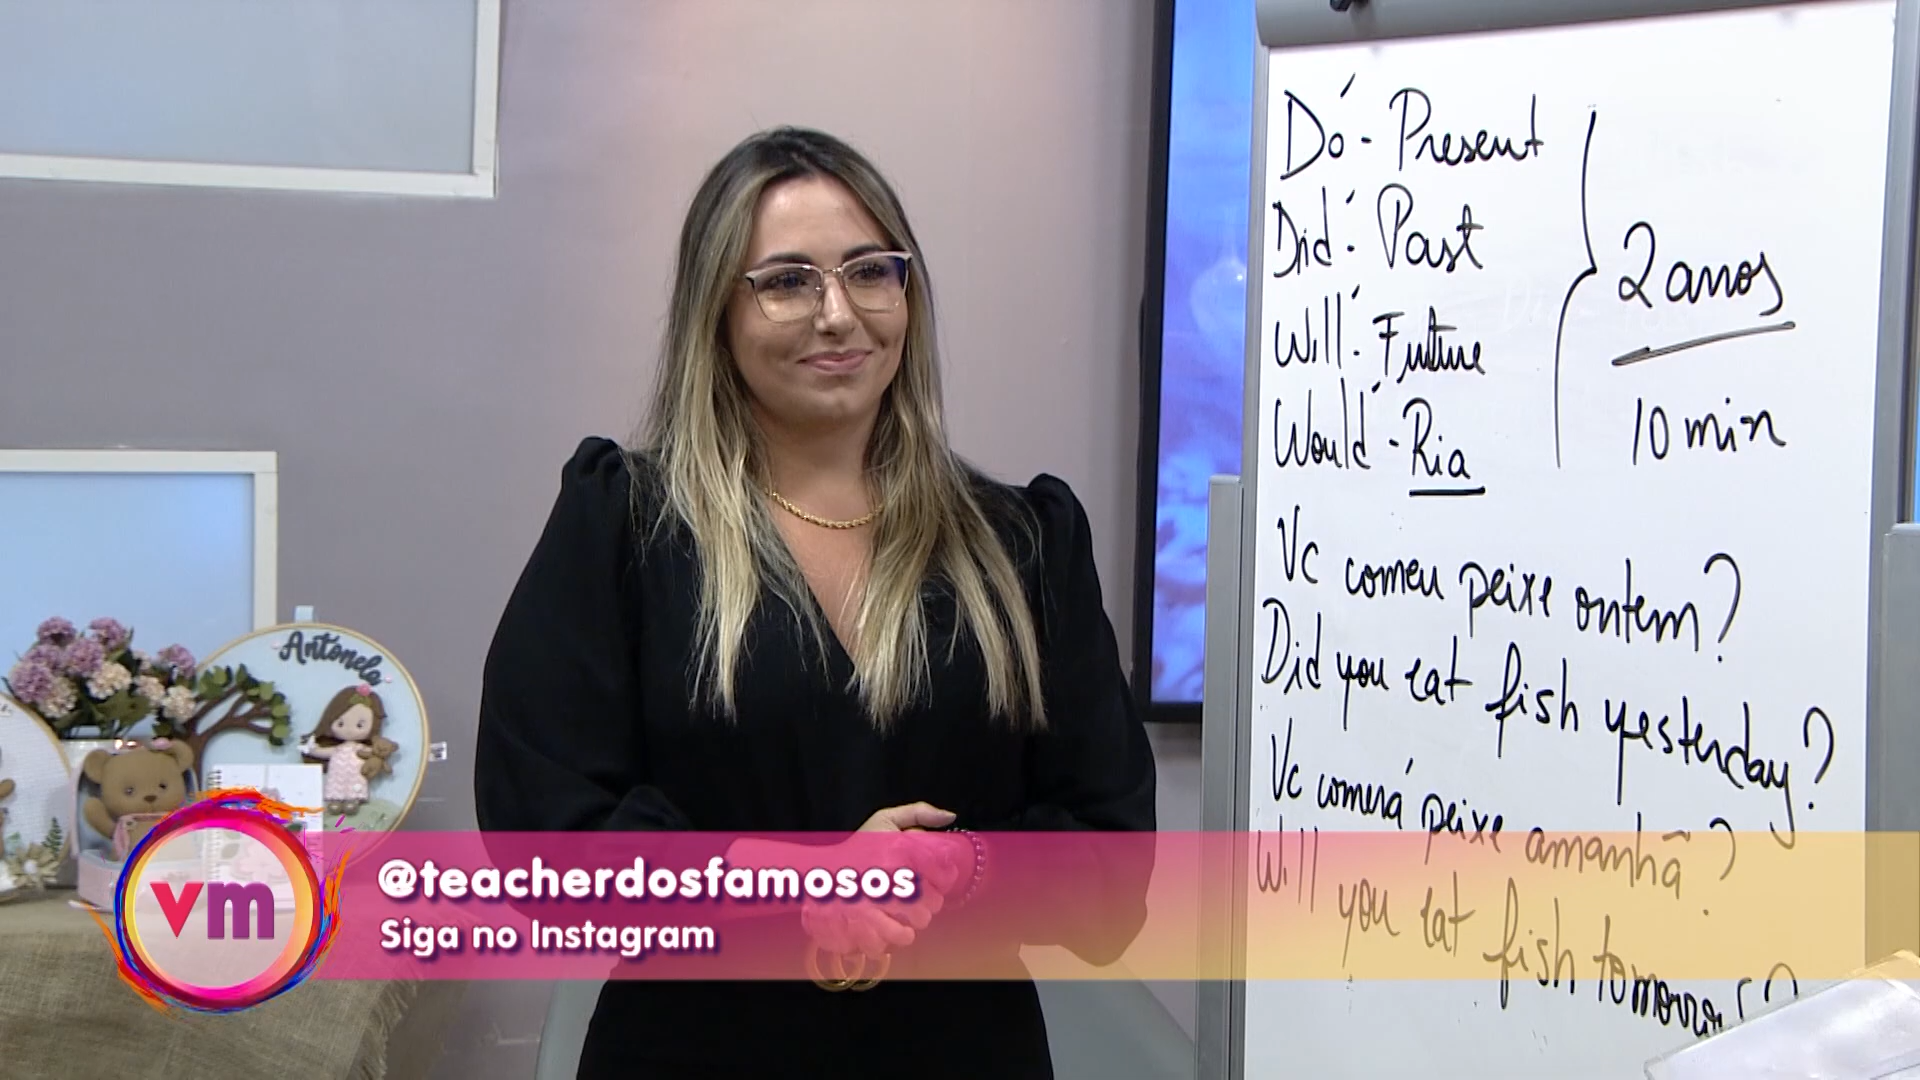 Dó - Present
Did - Past
Will - Future
Would - Ria
2 anos
10 min
Vc comeu peixe ontem?
Did you eat fish yesterday?
Vc comerá peixe amanhã?
Will you eat fish tomorrow?
Antonela
vm
@teacherdosfamosos
Siga no Instagram